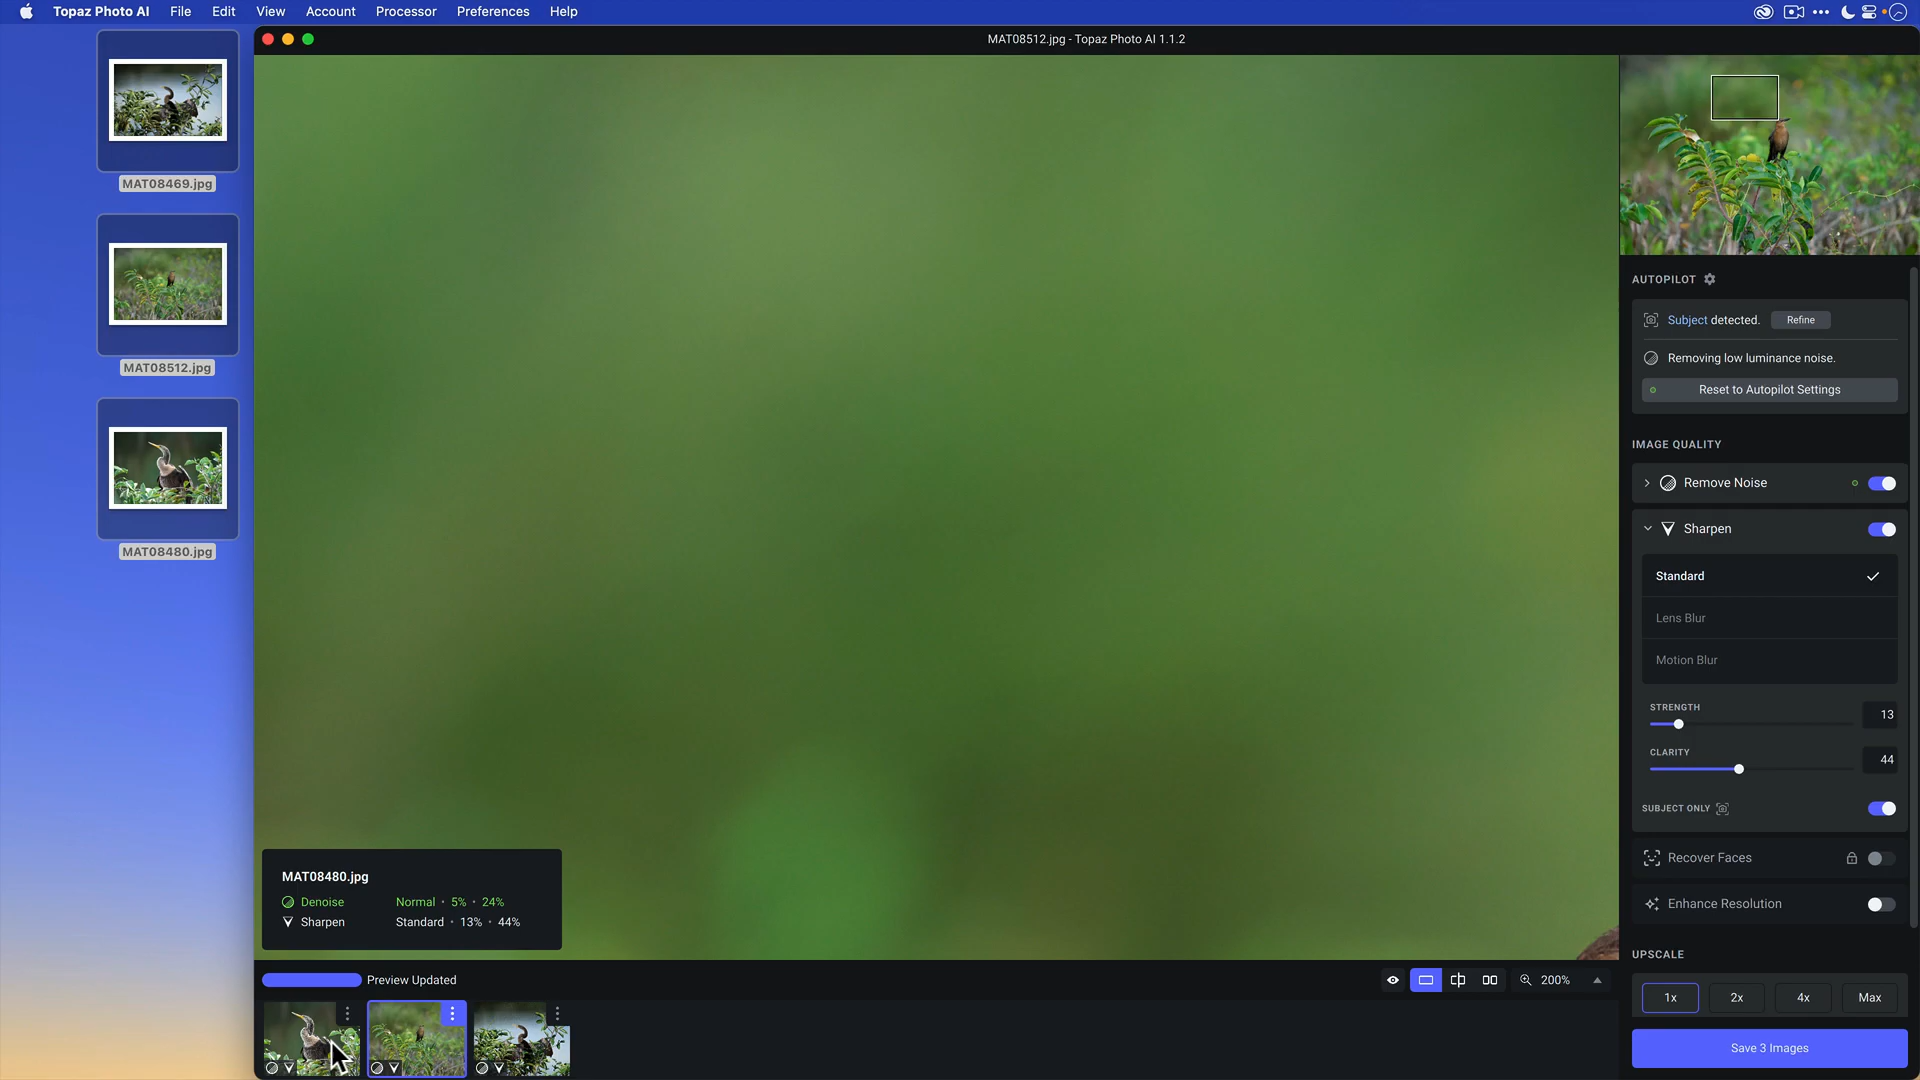 Topaz Photo AI File Edit View Account Processor Preferences Help
MAT08512.jpg - Topaz Photo AI 1.1.2
MAT08469.jpg
MAT08512.jpg
MAT08480.jpg
AUTOPILOT
Subject detected. Refine
Removing low luminance noise.
Reset to Autopilot Settings
IMAGE QUALITY
Remove Noise
Sharpen
Standard
Lens Blur
Motion Blur
STRENGTH 13
CLARITY 44
SUBJECT ONLY
Recover Faces
Enhance Resolution
UPSCALE
1x 2x 4x Max
Save 3 Images
MAT08480.jpg
Denoise Normal • 5% • 24%
Sharpen Standard • 13% • 44%
Preview Updated
200%